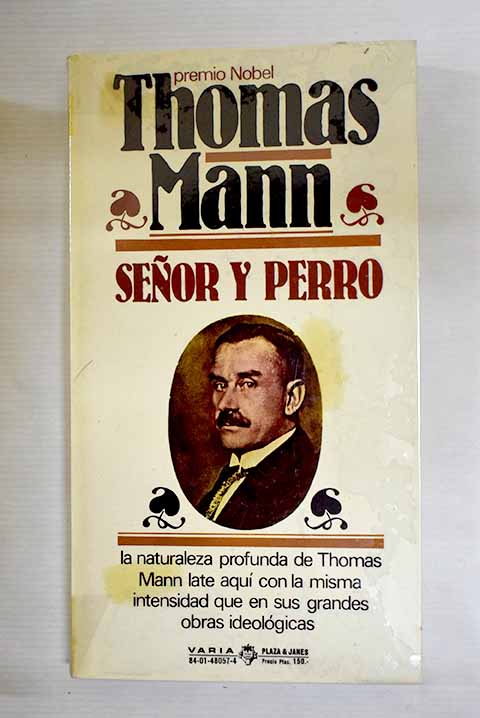 premio Nobel
Thomas
Mann
SEÑOR Y PERRO
la naturaleza profunda de Thomas
Mann late aquí con la misma
intensidad que en sus grandes
obras ideológicas
VARIA PLAZA & JANES
84-01-48057-4 Precio Ptas. 150.-